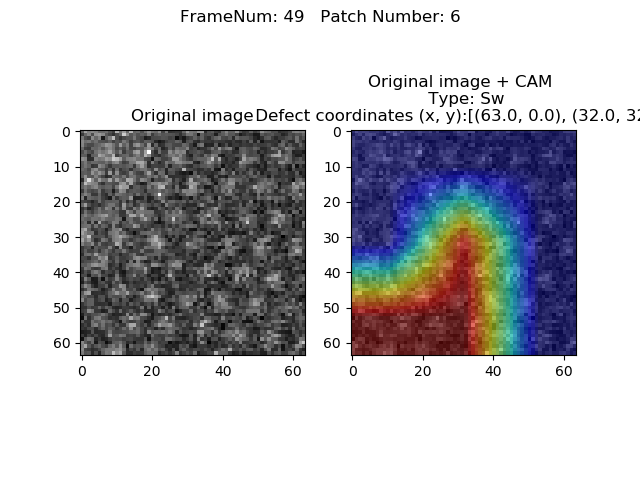 FrameNum: 49   Patch Number: 6
Original image
0
10
20
30
40
50
60
0 20 40 60
Original image + CAM
Type: Sw
Defect coordinates (x, y):[(63.0, 0.0), (32.0, 32
0
10
20
30
40
50
60
0 20 40 60